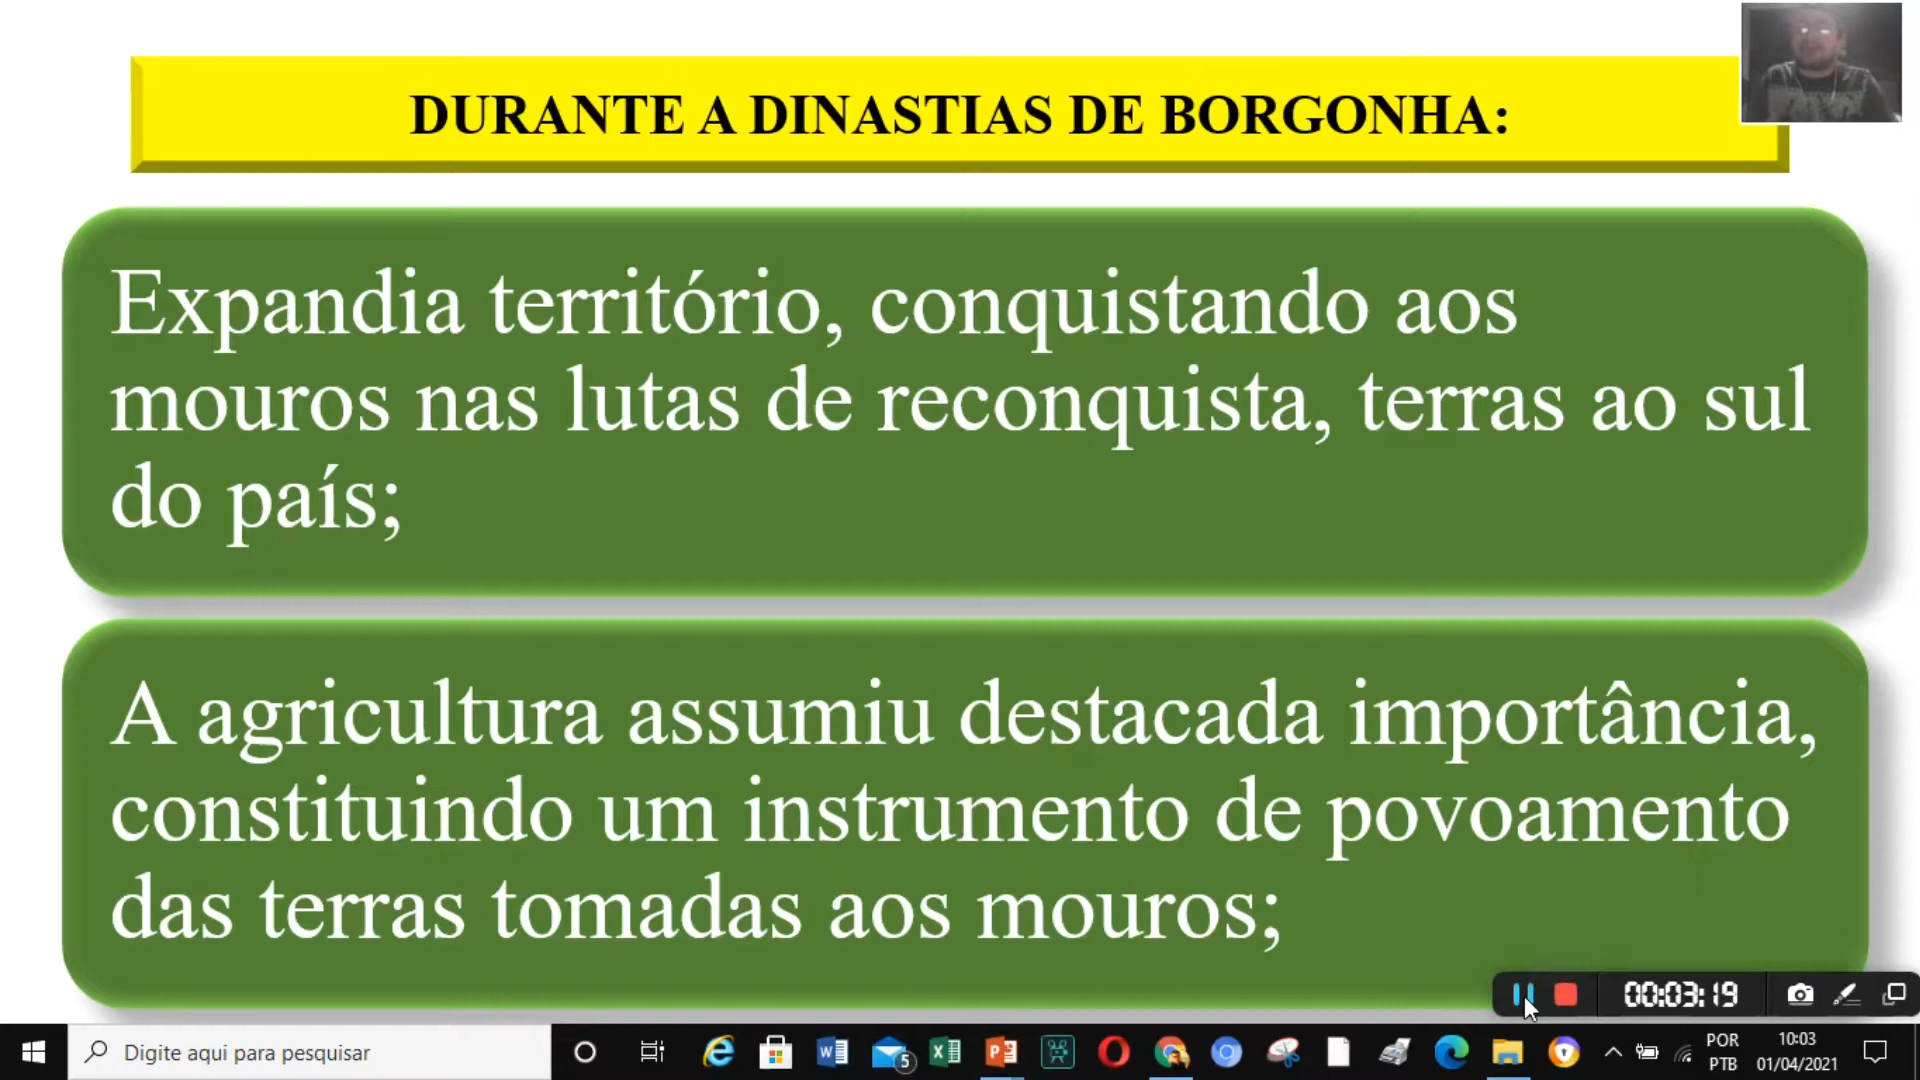 DURANTE A DINASTIAS DE BORGONHA:
Expandia território, conquistando aos
mouros nas lutas de reconquista, terras ao sul
do país;
A agricultura assumiu destacada importância,
constituindo um instrumento de povoamento
das terras tomadas aos mouros;
00:03:19
Digite aqui para pesquisar
5
POR
PTB
10:03
01/04/2021